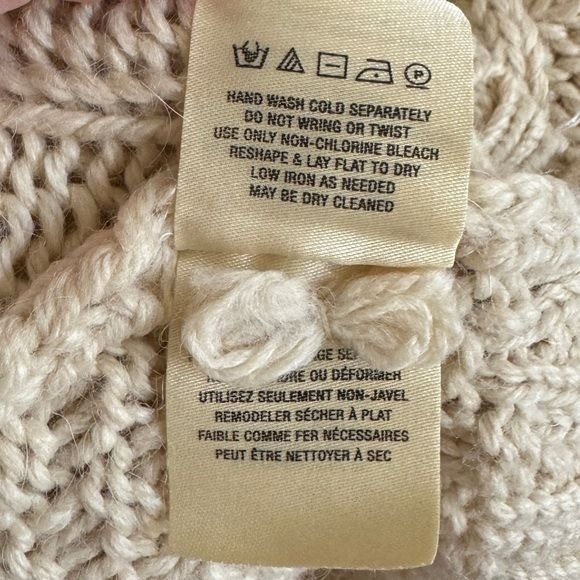 P
HAND WASH COLD SEPARATELY
DO NOT WRING OR TWIST
USE ONLY NON-CHLORINE BLEACH
RESHAPE & LAY FLAT TO DRY
LOW IRON AS NEEDED
MAY BE DRY CLEANED
OU DÉFORMER
UTILISEZ SEULEMENT NON-JAVEL
REMODELER SÉCHER À PLAT
FAIBLE COMME FER NÉCESSAIRES
PEUT ÊTRE NETTOYER À SEC